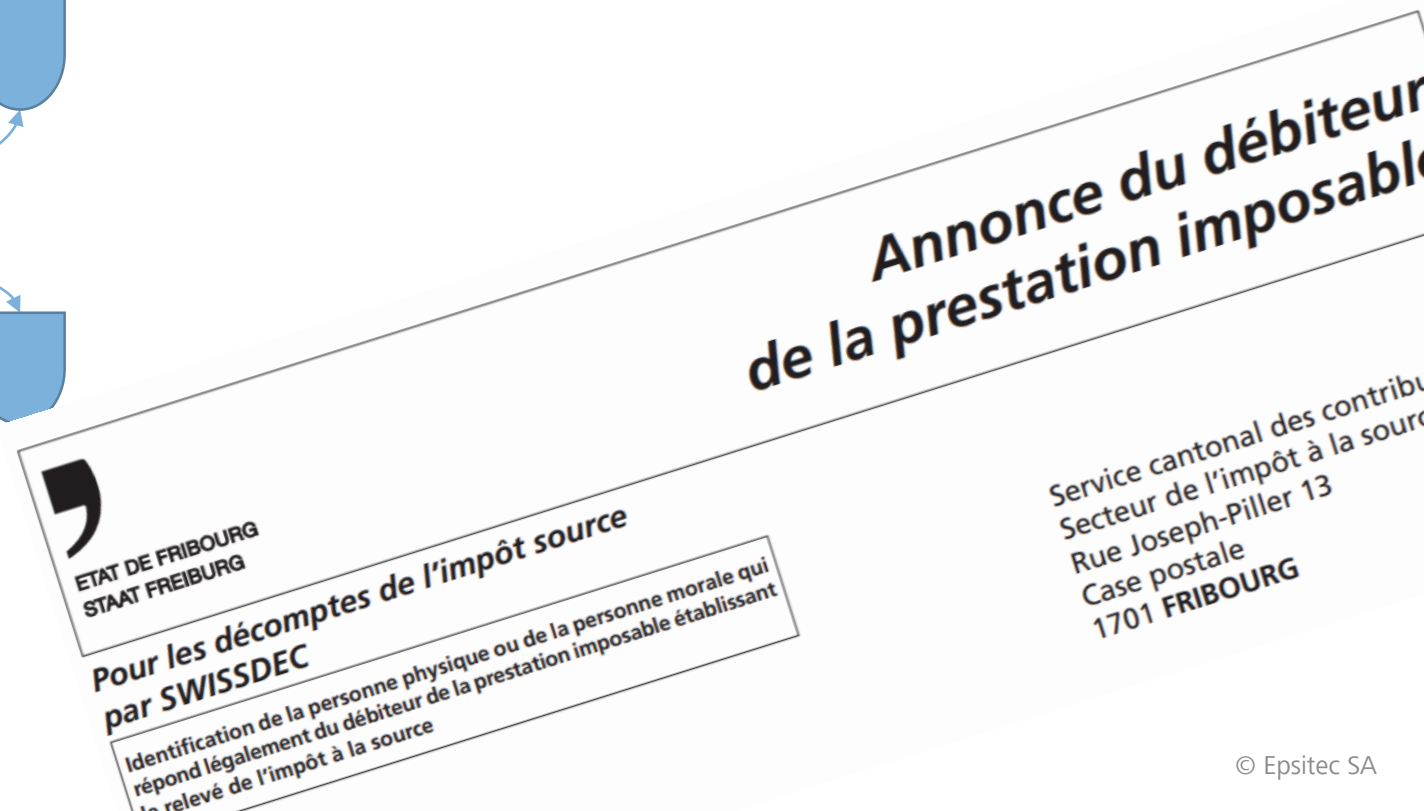 Annonce du débiteur
de la prestation imposable
ETAT DE FRIBOURG
STAAT FREIBURG
Pour les décomptes de l'impôt source
par SWISSDEC
Identification de la personne physique ou de la personne morale qui
répond légalement du débiteur de la prestation imposable établissant
le relevé de l'impôt à la source
Service cantonal des
Secteur de l'impôt à la
Rue Joseph-Piller 13
Case postale
1701 FRIBOURG
© Epsitec SA